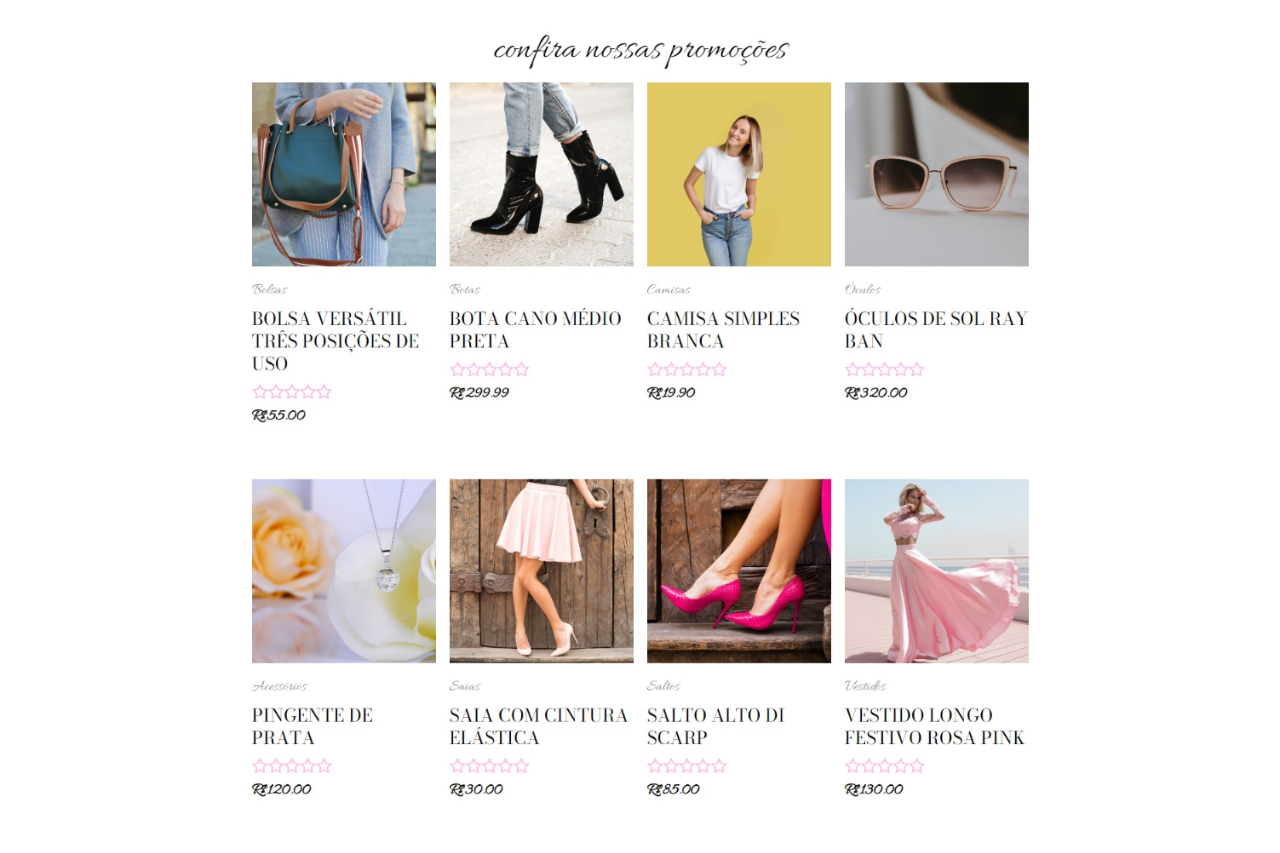 confira nossas promoções
Bolsas
BOLSA VERSÁTIL
TRÊS POSIÇÕES DE
USO
R$55.00
Botas
BOTA CANO MÉDIO
PRETA
R$299.99
Camisas
CAMISA SIMPLES
BRANCA
R$19.90
Óculos
ÓCULOS DE SOL RAY
BAN
R$320.00
Acessórios
PINGENTE DE
PRATA
R$120.00
Saias
SAIA COM CINTURA
ELÁSTICA
R$30.00
Saltos
SALTO ALTO DI
SCARP
R$85.00
Vestidos
VESTIDO LONGO
FESTIVO ROSA PINK
R$130.00